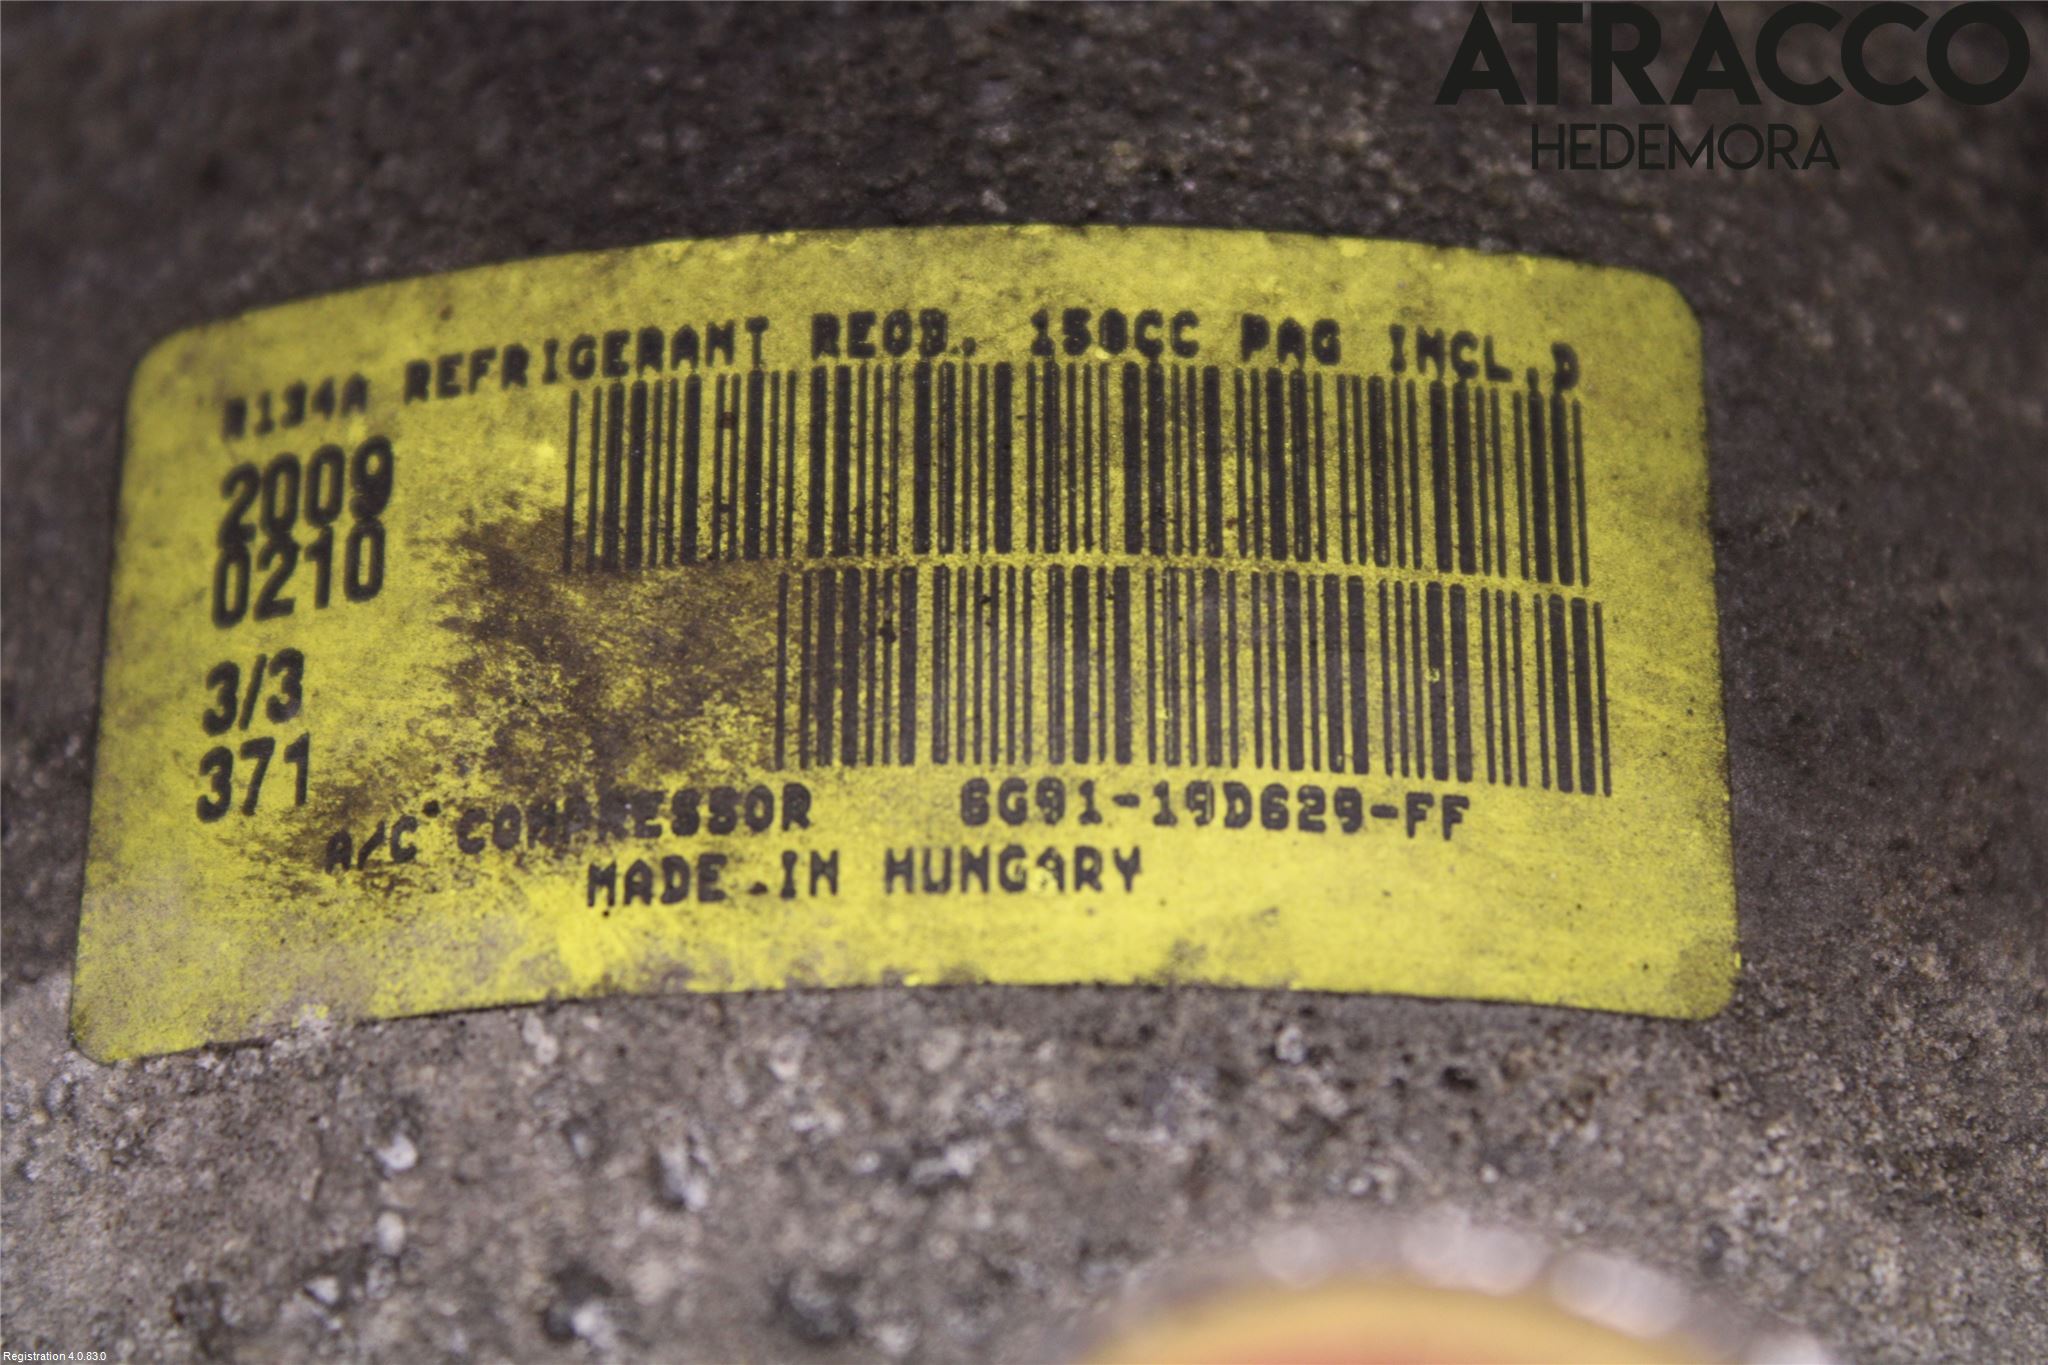 ATRACCO
HEDEMORA
R134A REFRIGERANT REQD. 150CC PAG INCL.D
2009
0210
3/3
371
A/C COMPRESSOR 6G91-19D629-FF
MADE IN HUNGARY
Registration 4.0.83.0